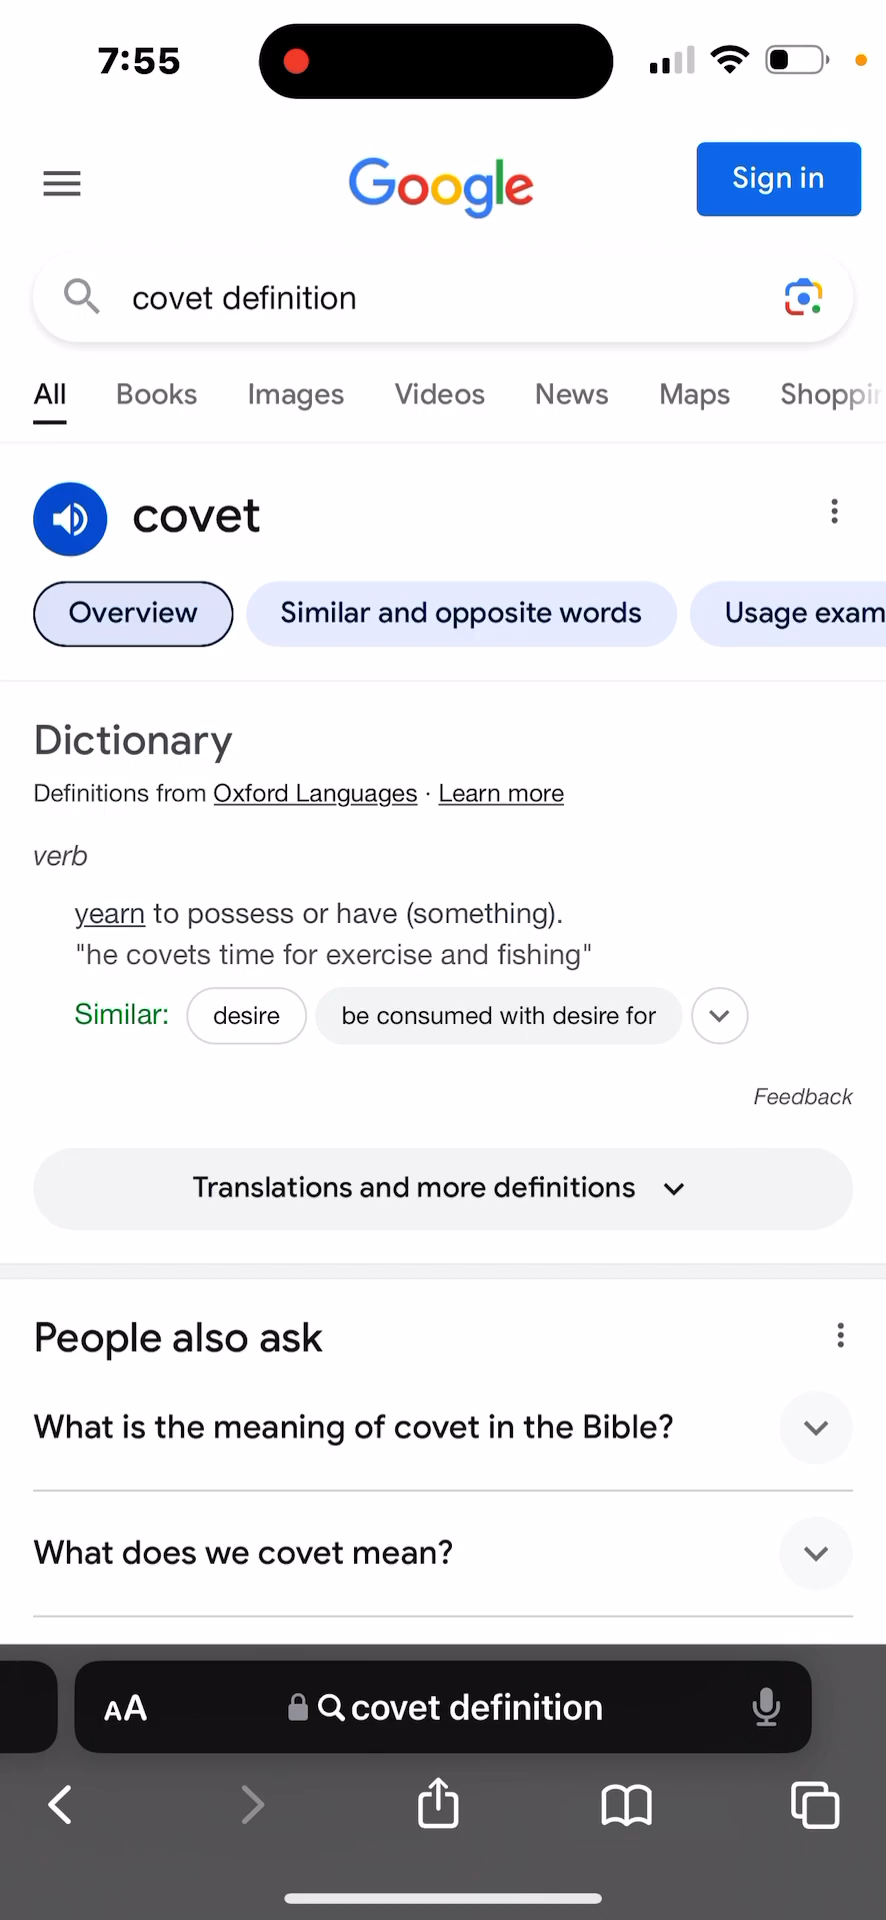 7:55
Google
Sign in
covet definition
All Books Images Videos News Maps Shoppin
covet
Overview Similar and opposite words Usage exam
Dictionary
Definitions from Oxford Languages · Learn more
verb
yearn to possess or have (something).
"he covets time for exercise and fishing"
Similar: desire be consumed with desire for
Feedback
Translations and more definitions
People also ask
What is the meaning of covet in the Bible?
What does we covet mean?
AA covet definition